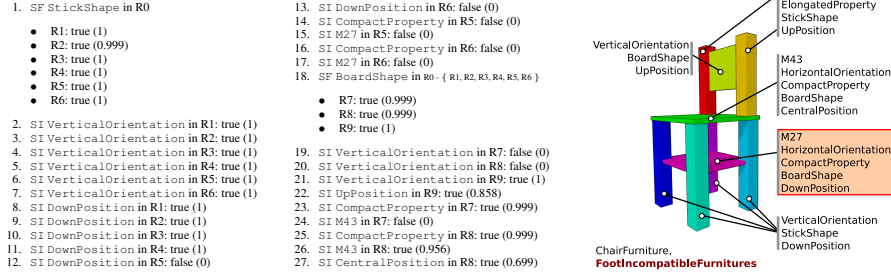 1. SF StickShape in R0
• R1: true (1)
• R2: true (0.999)
• R3: true (1)
• R4: true (1)
• R5: true (1)
• R6: true (1)
2. SI VerticalOrientation in R1: true (1)
3. SI VerticalOrientation in R2: true (1)
4. SI VerticalOrientation in R3: true (1)
5. SI VerticalOrientation in R4: true (1)
6. SI VerticalOrientation in R5: true (1)
7. SI VerticalOrientation in R6: true (1)
8. SI DownPosition in R1: true (1)
9. SI DownPosition in R2: true (1)
10. SI DownPosition in R3: true (1)
11. SI DownPosition in R4: true (1)
12. SI DownPosition in R5: false (0)
13. SI DownPosition in R6: false (0)
14. SI CompactProperty in R5: false (0)
15. SI M27 in R5: false (0)
16. SI CompactProperty in R6: false (0)
17. SI M27 in R6: false (0)
18. SF BoardShape in R0 - { R1, R2, R3, R4, R5, R6 }
• R7: true (0.999)
• R8: true (0.999)
• R9: true (1)
19. SI VerticalOrientation in R7: false (0)
20. SI VerticalOrientation in R8: false (0)
21. SI VerticalOrientation in R9: true (1)
22. SI UpPosition in R9: true (0.858)
23. SI CompactProperty in R7: true (0.999)
24. SI M43 in R7: false (0)
25. SI CompactProperty in R8: true (0.999)
26. SI M43 in R8: true (0.956)
27. SI CentralPosition in R8: true (0.699)
ElongatedProperty
StickShape
UpPosition
VerticalOrientation
BoardShape
UpPosition
M43
HorizontalOrientation
CompactProperty
BoardShape
CentralPosition
M27
HorizontalOrientation
CompactProperty
BoardShape
DownPosition
VerticalOrientation
StickShape
DownPosition
ChairFurniture,
FootIncompatibleFurnitures